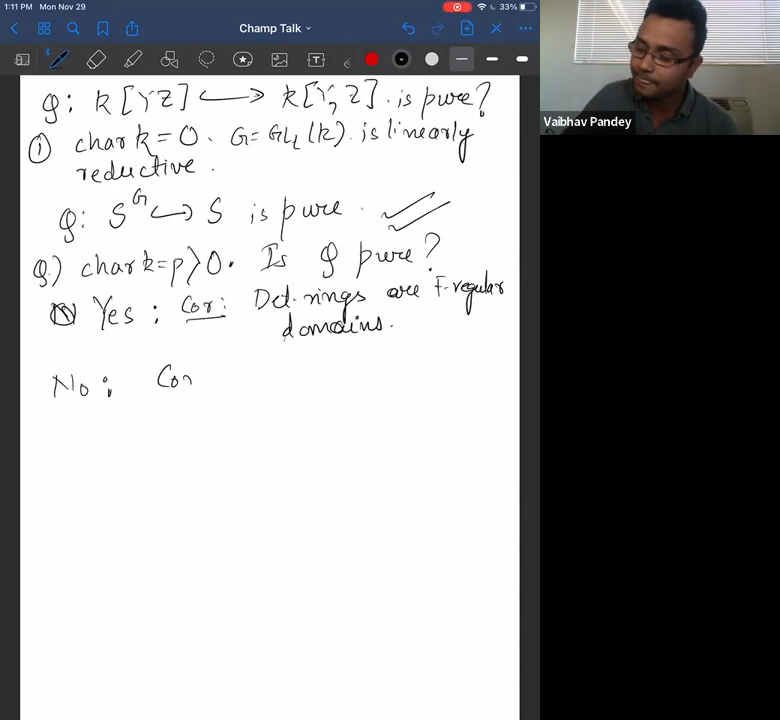 1:11 PM Mon Nov 29
33%
Champ Talk
Vaibhav Pandey
φ: k[YZ] ↪ k[Y, Z] is pure?
① char k = 0. G = GL_t(k) is linearly
reductive.
φ: S^G ↪ S is pure.
Q.) char k = p > 0. Is φ pure?
Yes: Cor: Det. rings are F-regular
domains.
No: Cor